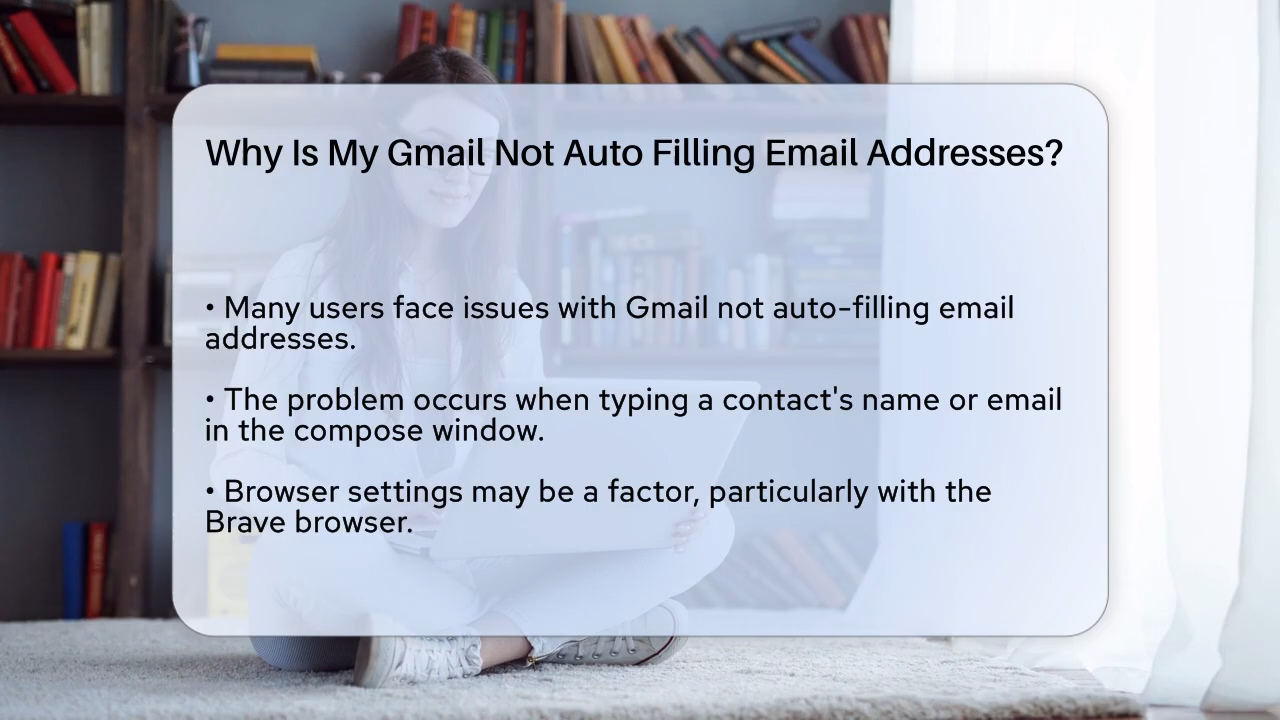 Why Is My Gmail Not Auto Filling Email Addresses?
• Many users face issues with Gmail not auto-filling email
addresses.
• The problem occurs when typing a contact's name or email
in the compose window.
• Browser settings may be a factor, particularly with the
Brave browser.